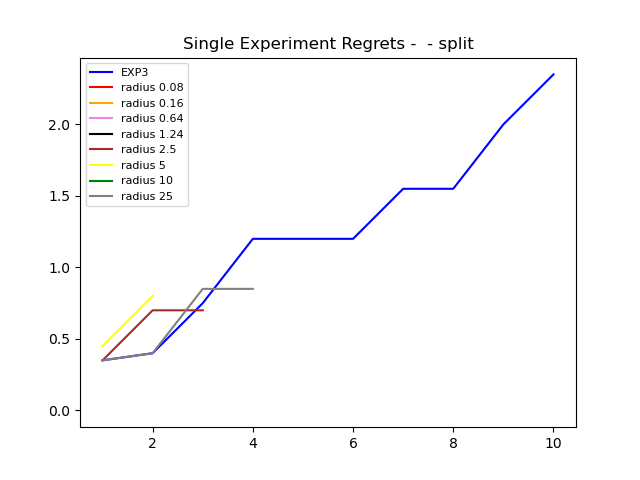 Single Experiment Regrets -  - split
EXP3
radius 0.08
radius 0.16
radius 0.64
radius 1.24
radius 2.5
radius 5
radius 10
radius 25
2.0
1.5
1.0
0.5
0.0
2 4 6 8 10